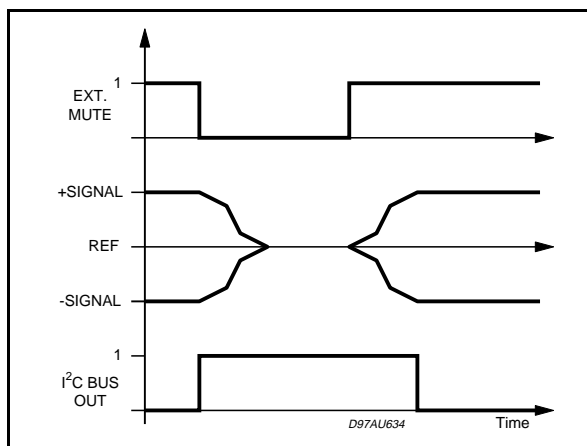 1
EXT.
MUTE
+SIGNAL
REF
-SIGNAL
1
I²C BUS
OUT
D97AU634
Time